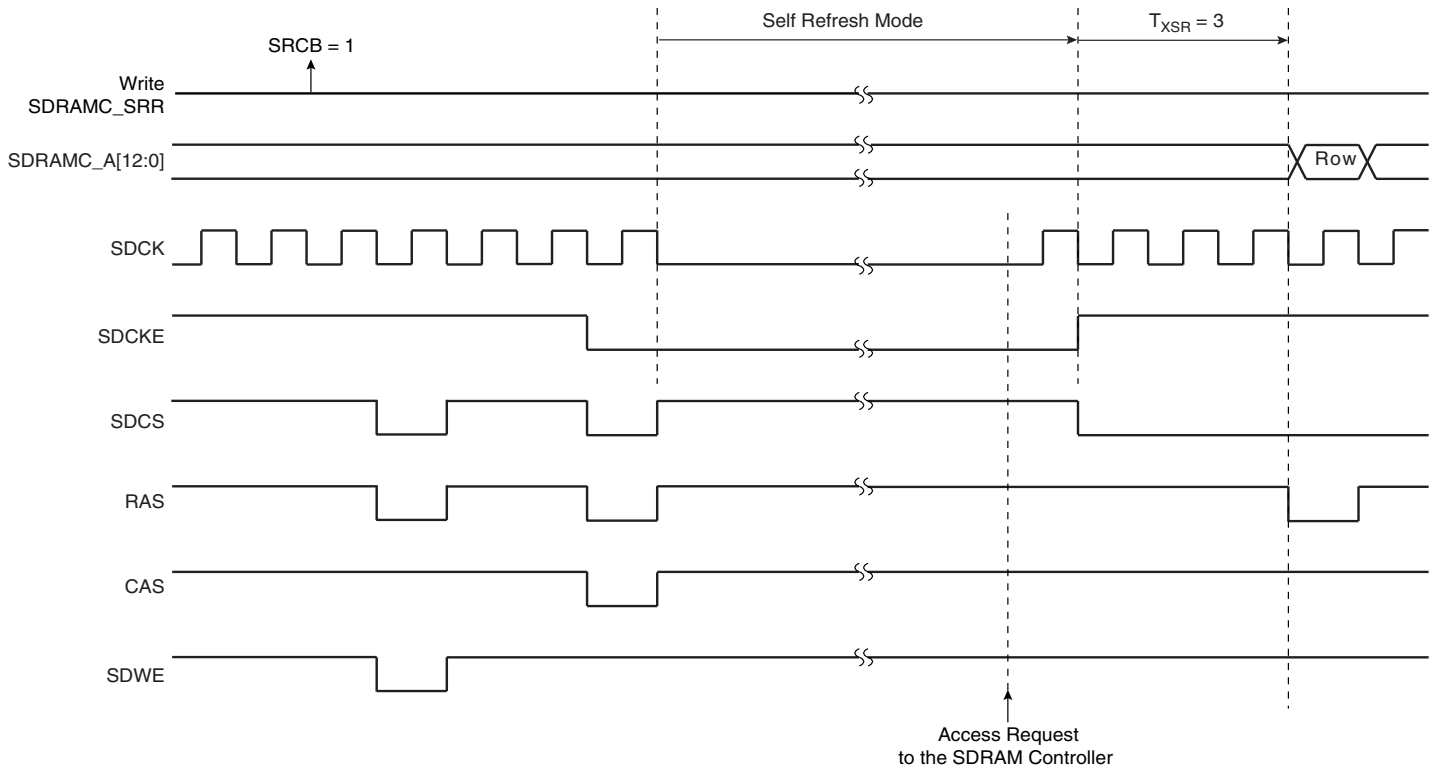 Self Refresh Mode
TXSR = 3
SRCB = 1
Write
SDRAMC_SRR
SDRAMC_A[12:0]
Row
SDCK
SDCKE
SDCS
RAS
CAS
SDWE
Access Request
to the SDRAM Controller